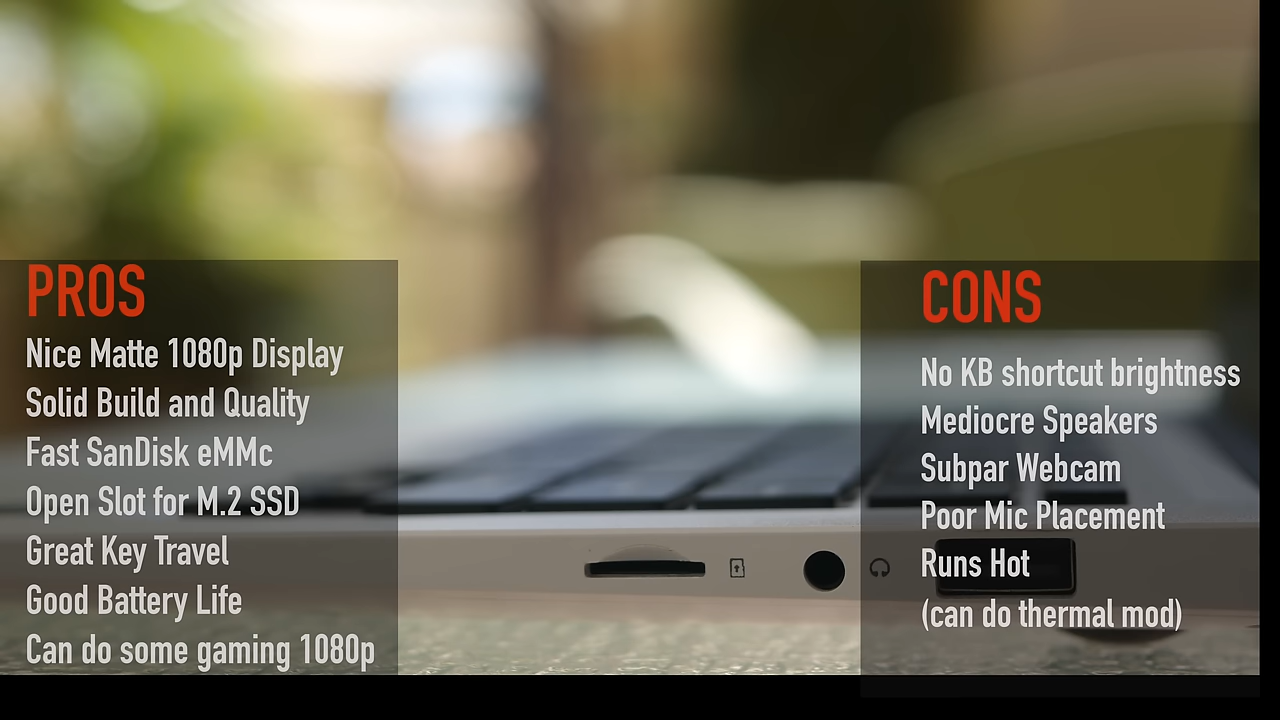 PROS
Nice Matte 1080p Display
Solid Build and Quality
Fast SanDisk eMMc
Open Slot for M.2 SSD
Great Key Travel
Good Battery Life
Can do some gaming 1080p
CONS
No KB shortcut brightness
Mediocre Speakers
Subpar Webcam
Poor Mic Placement
Runs Hot
(can do thermal mod)